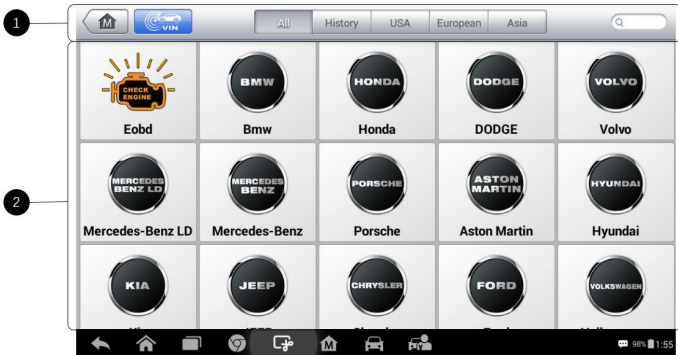 1
M
VIN
All
History
USA
European
Asia
2
CHECK
ENGINE
Eobd
BMW
Bmw
HONDA
Honda
DODGE
DODGE
VOLVO
Volvo
MERCEDES
BENZ LD
Mercedes-Benz LD
MERCEDES
BENZ
Mercedes-Benz
PORSCHE
Porsche
ASTON
MARTIN
Aston Martin
HYUNDAI
Hyundai
KIA
JEEP
CHRYSLER
FORD
VOLKSWAGEN
M
98%
1:55